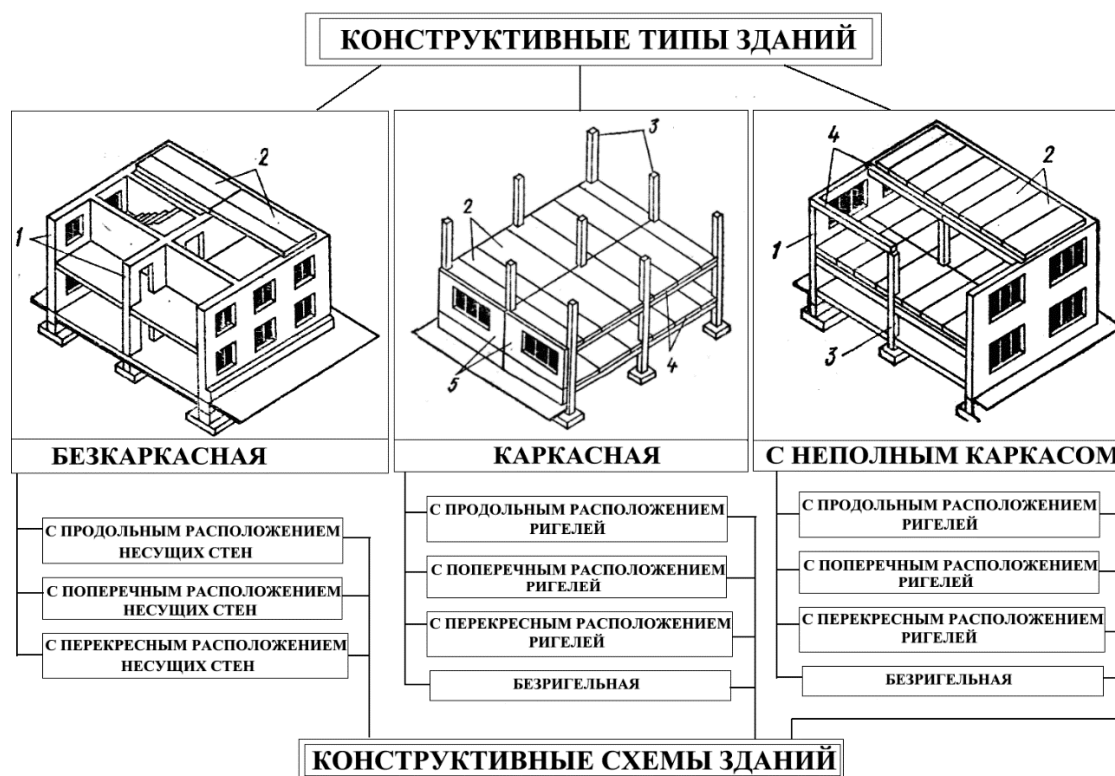 КОНСТРУКТИВНЫЕ ТИПЫ ЗДАНИЙ
2
1
БЕЗКАРКАСНАЯ
С ПРОДОЛЬНЫМ РАСПОЛОЖЕНИЕМ
НЕСУЩИХ СТЕН
С ПОПЕРЕЧНЫМ РАСПОЛОЖЕНИЕМ
НЕСУЩИХ СТЕН
С ПЕРЕКРЕСНЫМ РАСПОЛОЖЕНИЕМ
НЕСУЩИХ СТЕН
3
2
4
5
КАРКАСНАЯ
С ПРОДОЛЬНЫМ РАСПОЛОЖЕНИЕМ
РИГЕЛЕЙ
С ПОПЕРЕЧНЫМ РАСПОЛОЖЕНИЕМ
РИГЕЛЕЙ
С ПЕРЕКРЕСНЫМ РАСПОЛОЖЕНИЕМ
РИГЕЛЕЙ
БЕЗРИГЕЛЬНАЯ
4
2
1
3
С НЕПОЛНЫМ КАРКАСОМ
С ПРОДОЛЬНЫМ РАСПОЛОЖЕНИЕМ
РИГЕЛЕЙ
С ПОПЕРЕЧНЫМ РАСПОЛОЖЕНИЕМ
РИГЕЛЕЙ
С ПЕРЕКРЕСНЫМ РАСПОЛОЖЕНИЕМ
РИГЕЛЕЙ
БЕЗРИГЕЛЬНАЯ
КОНСТРУКТИВНЫЕ СХЕМЫ ЗДАНИЙ